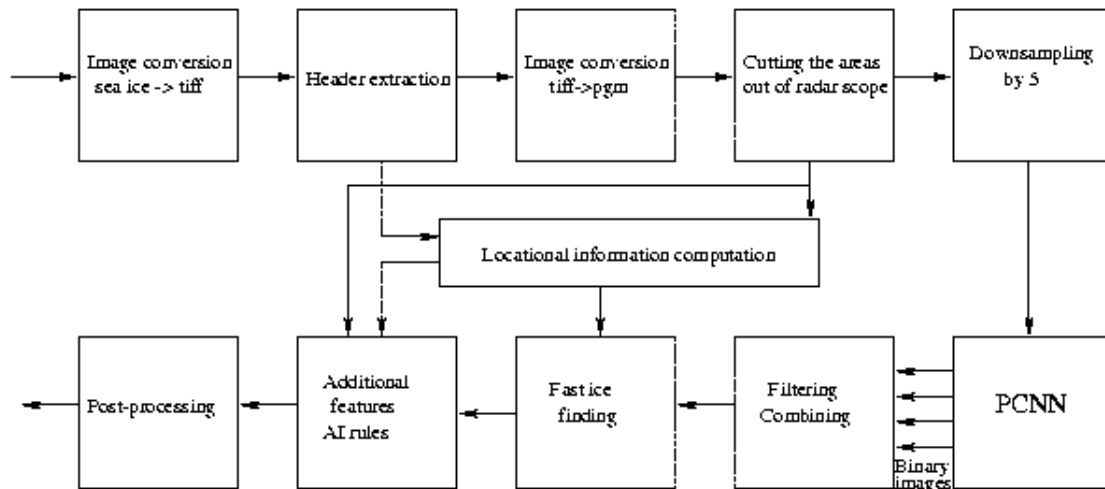 Image conversion
sea ice -> tiff
Header extraction
Image conversion
tiff->pgm
Cutting the areas
out of radar scope
Downsampling
by 5
Locational information computation
Post-processing
Additional
features
AI rules
Fast ice
finding
Filtering
Combining
PCNN
Binary
images